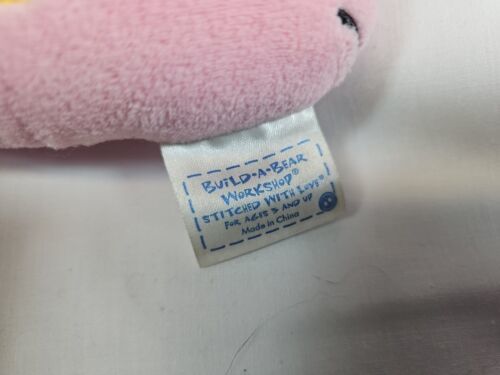 BUILD-A-BEAR
WORKSHOP®
STITCHED WITH LOVE®
FOR AGES 3 AND UP
Made in China